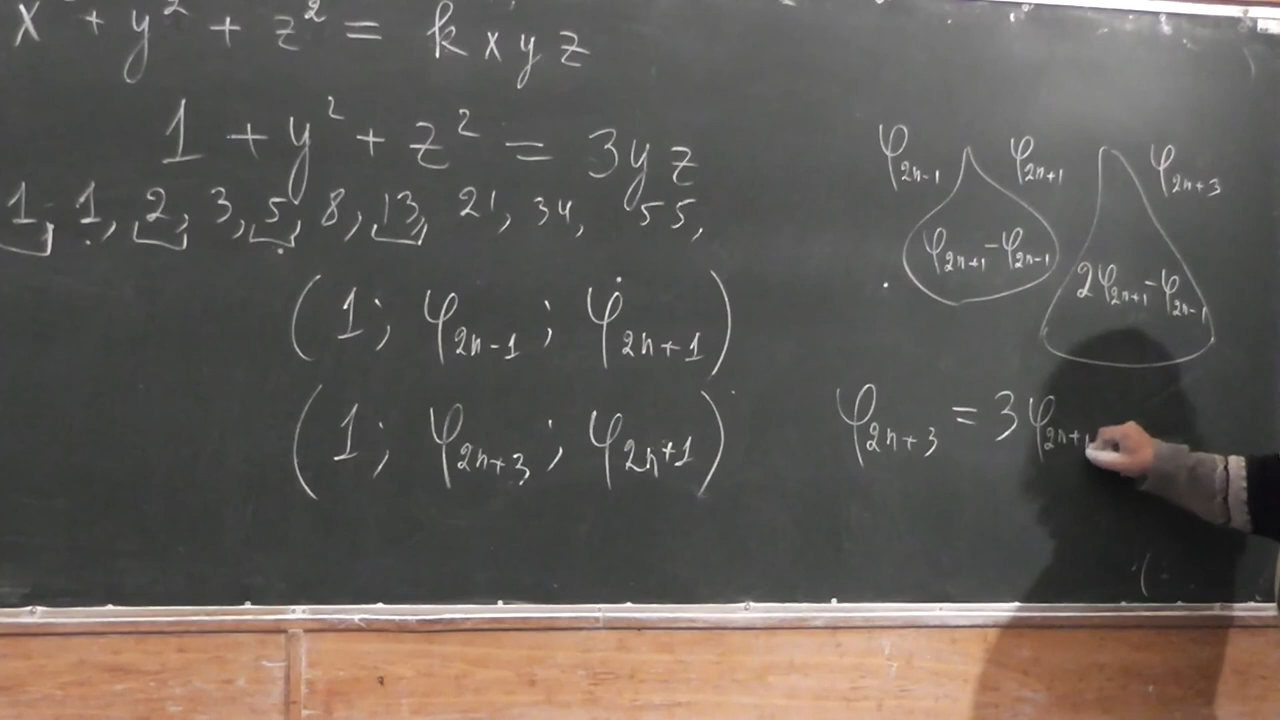 x² + y² + z² = kxyz
1 + y² + z² = 3yz
1, 1, 2, 3, 5, 8, 13, 21, 34, 55,
(1; φ₂ₙ₋₁; φ₂ₙ₊₁)
(1; φ₂ₙ₊₃; φ₂ₙ₊₁)
φ₂ₙ₋₁ φ₂ₙ₊₁ φ₂ₙ₊₃
φ₂ₙ₊₁-φ₂ₙ₋₁ 2φ₂ₙ₊₁-φ₂ₙ₋₁
φ₂ₙ₊₃ = 3φ₂ₙ₊₁